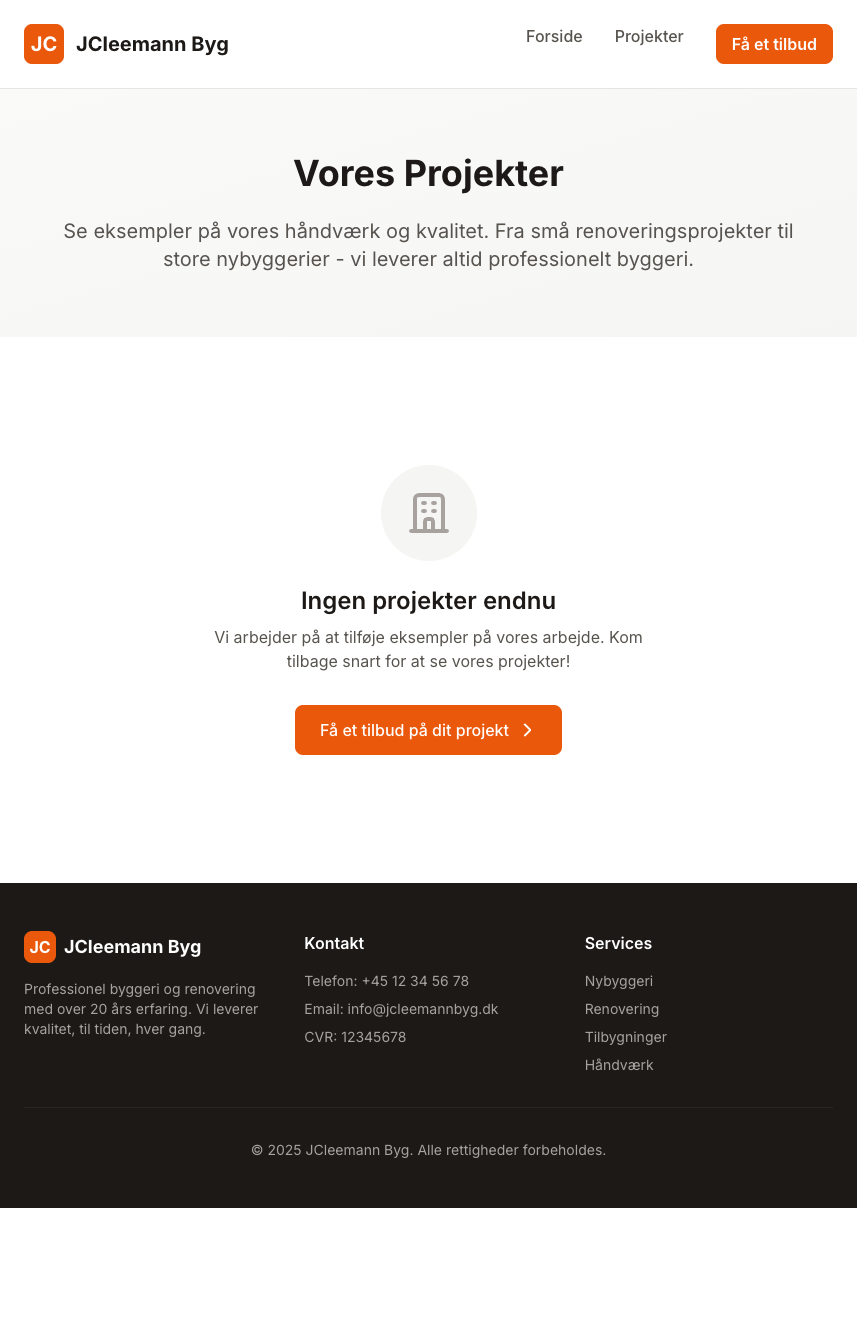 JC JCleemann Byg
Forside Projekter Få et tilbud
Vores Projekter
Se eksempler på vores håndværk og kvalitet. Fra små renoveringsprojekter til
store nybyggerier - vi leverer altid professionelt byggeri.
Ingen projekter endnu
Vi arbejder på at tilføje eksempler på vores arbejde. Kom
tilbage snart for at se vores projekter!
Få et tilbud på dit projekt
JC JCleemann Byg
Professionel byggeri og renovering
med over 20 års erfaring. Vi leverer
kvalitet, til tiden, hver gang.
Kontakt
Telefon: +45 12 34 56 78
Email: info@jcleemannbyg.dk
CVR: 12345678
Services
Nybyggeri
Renovering
Tilbygninger
Håndværk
© 2025 JCleemann Byg. Alle rettigheder forbeholdes.